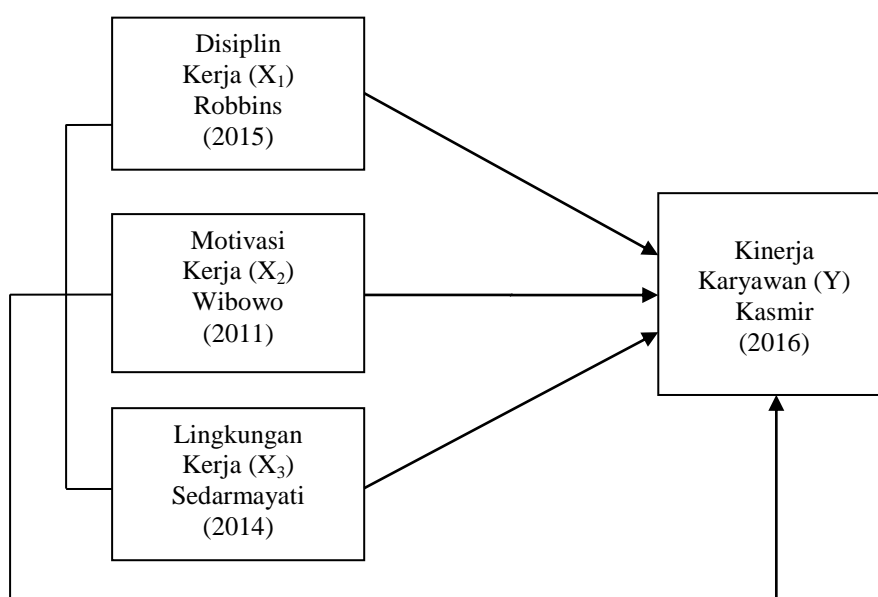 Disiplin
Kerja (X₁)
Robbins
(2015)
Motivasi
Kerja (X₂)
Wibowo
(2011)
Lingkungan
Kerja (X₃)
Sedarmayati
(2014)
Kinerja
Karyawan (Y)
Kasmir
(2016)